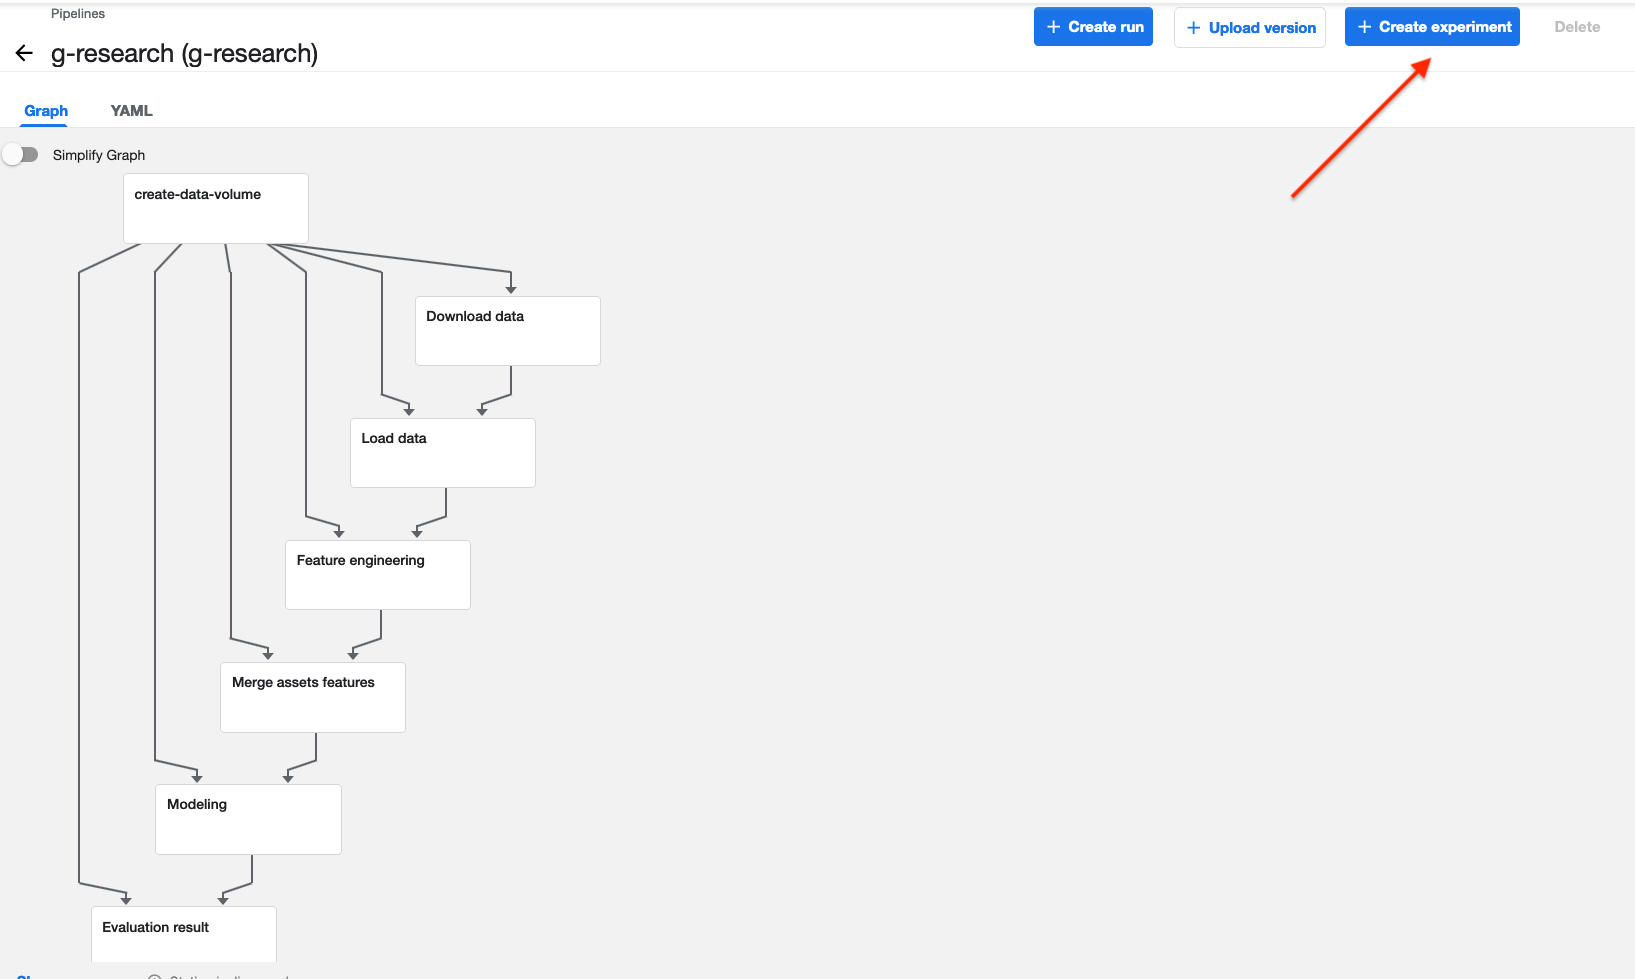 Pipelines
+ Create run
+ Upload version
+ Create experiment
Delete
g-research (g-research)
Graph
YAML
Simplify Graph
create-data-volume
Download data
Load data
Feature engineering
Merge assets features
Modeling
Evaluation result